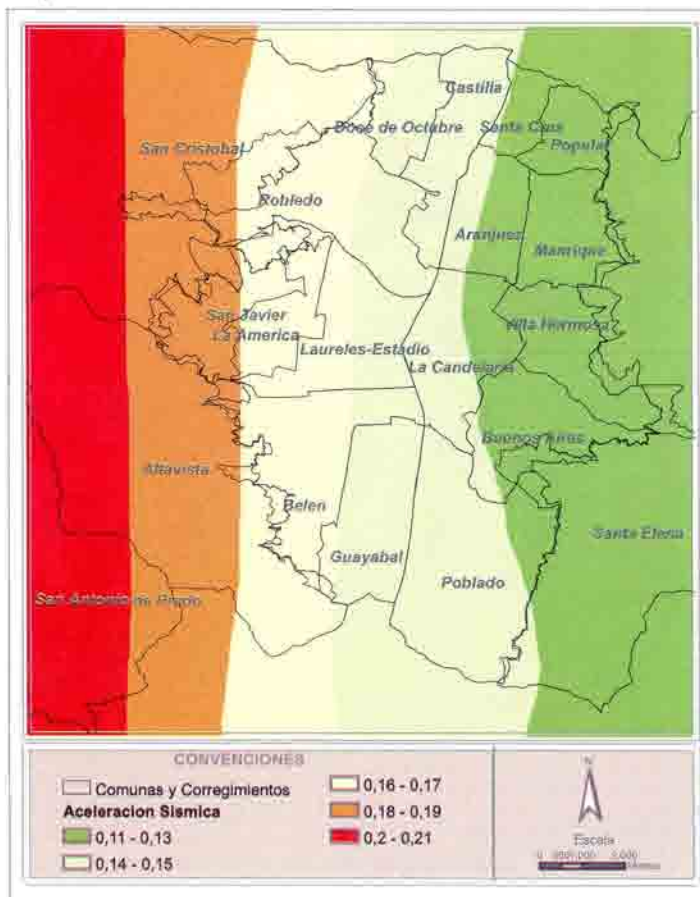 Castilla
Doce de Octubre
Santa Cruz
San Cristobal
Popular
Robledo
Aranjuez
Manrique
San Javier
La America
Villa Hermosa
Laureles-Estadio
La Candelaria
Buenos Aires
Altavista
Belen
Santa Elena
Guayabal
Poblado
San Antonio de Prado
CONVENCIONES
Comunas y Corregimientos
Aceleracion Sismica
0,11 - 0,13
0,14 - 0,15
0,16 - 0,17
0,18 - 0,19
0,2 - 0,21
N
Escala